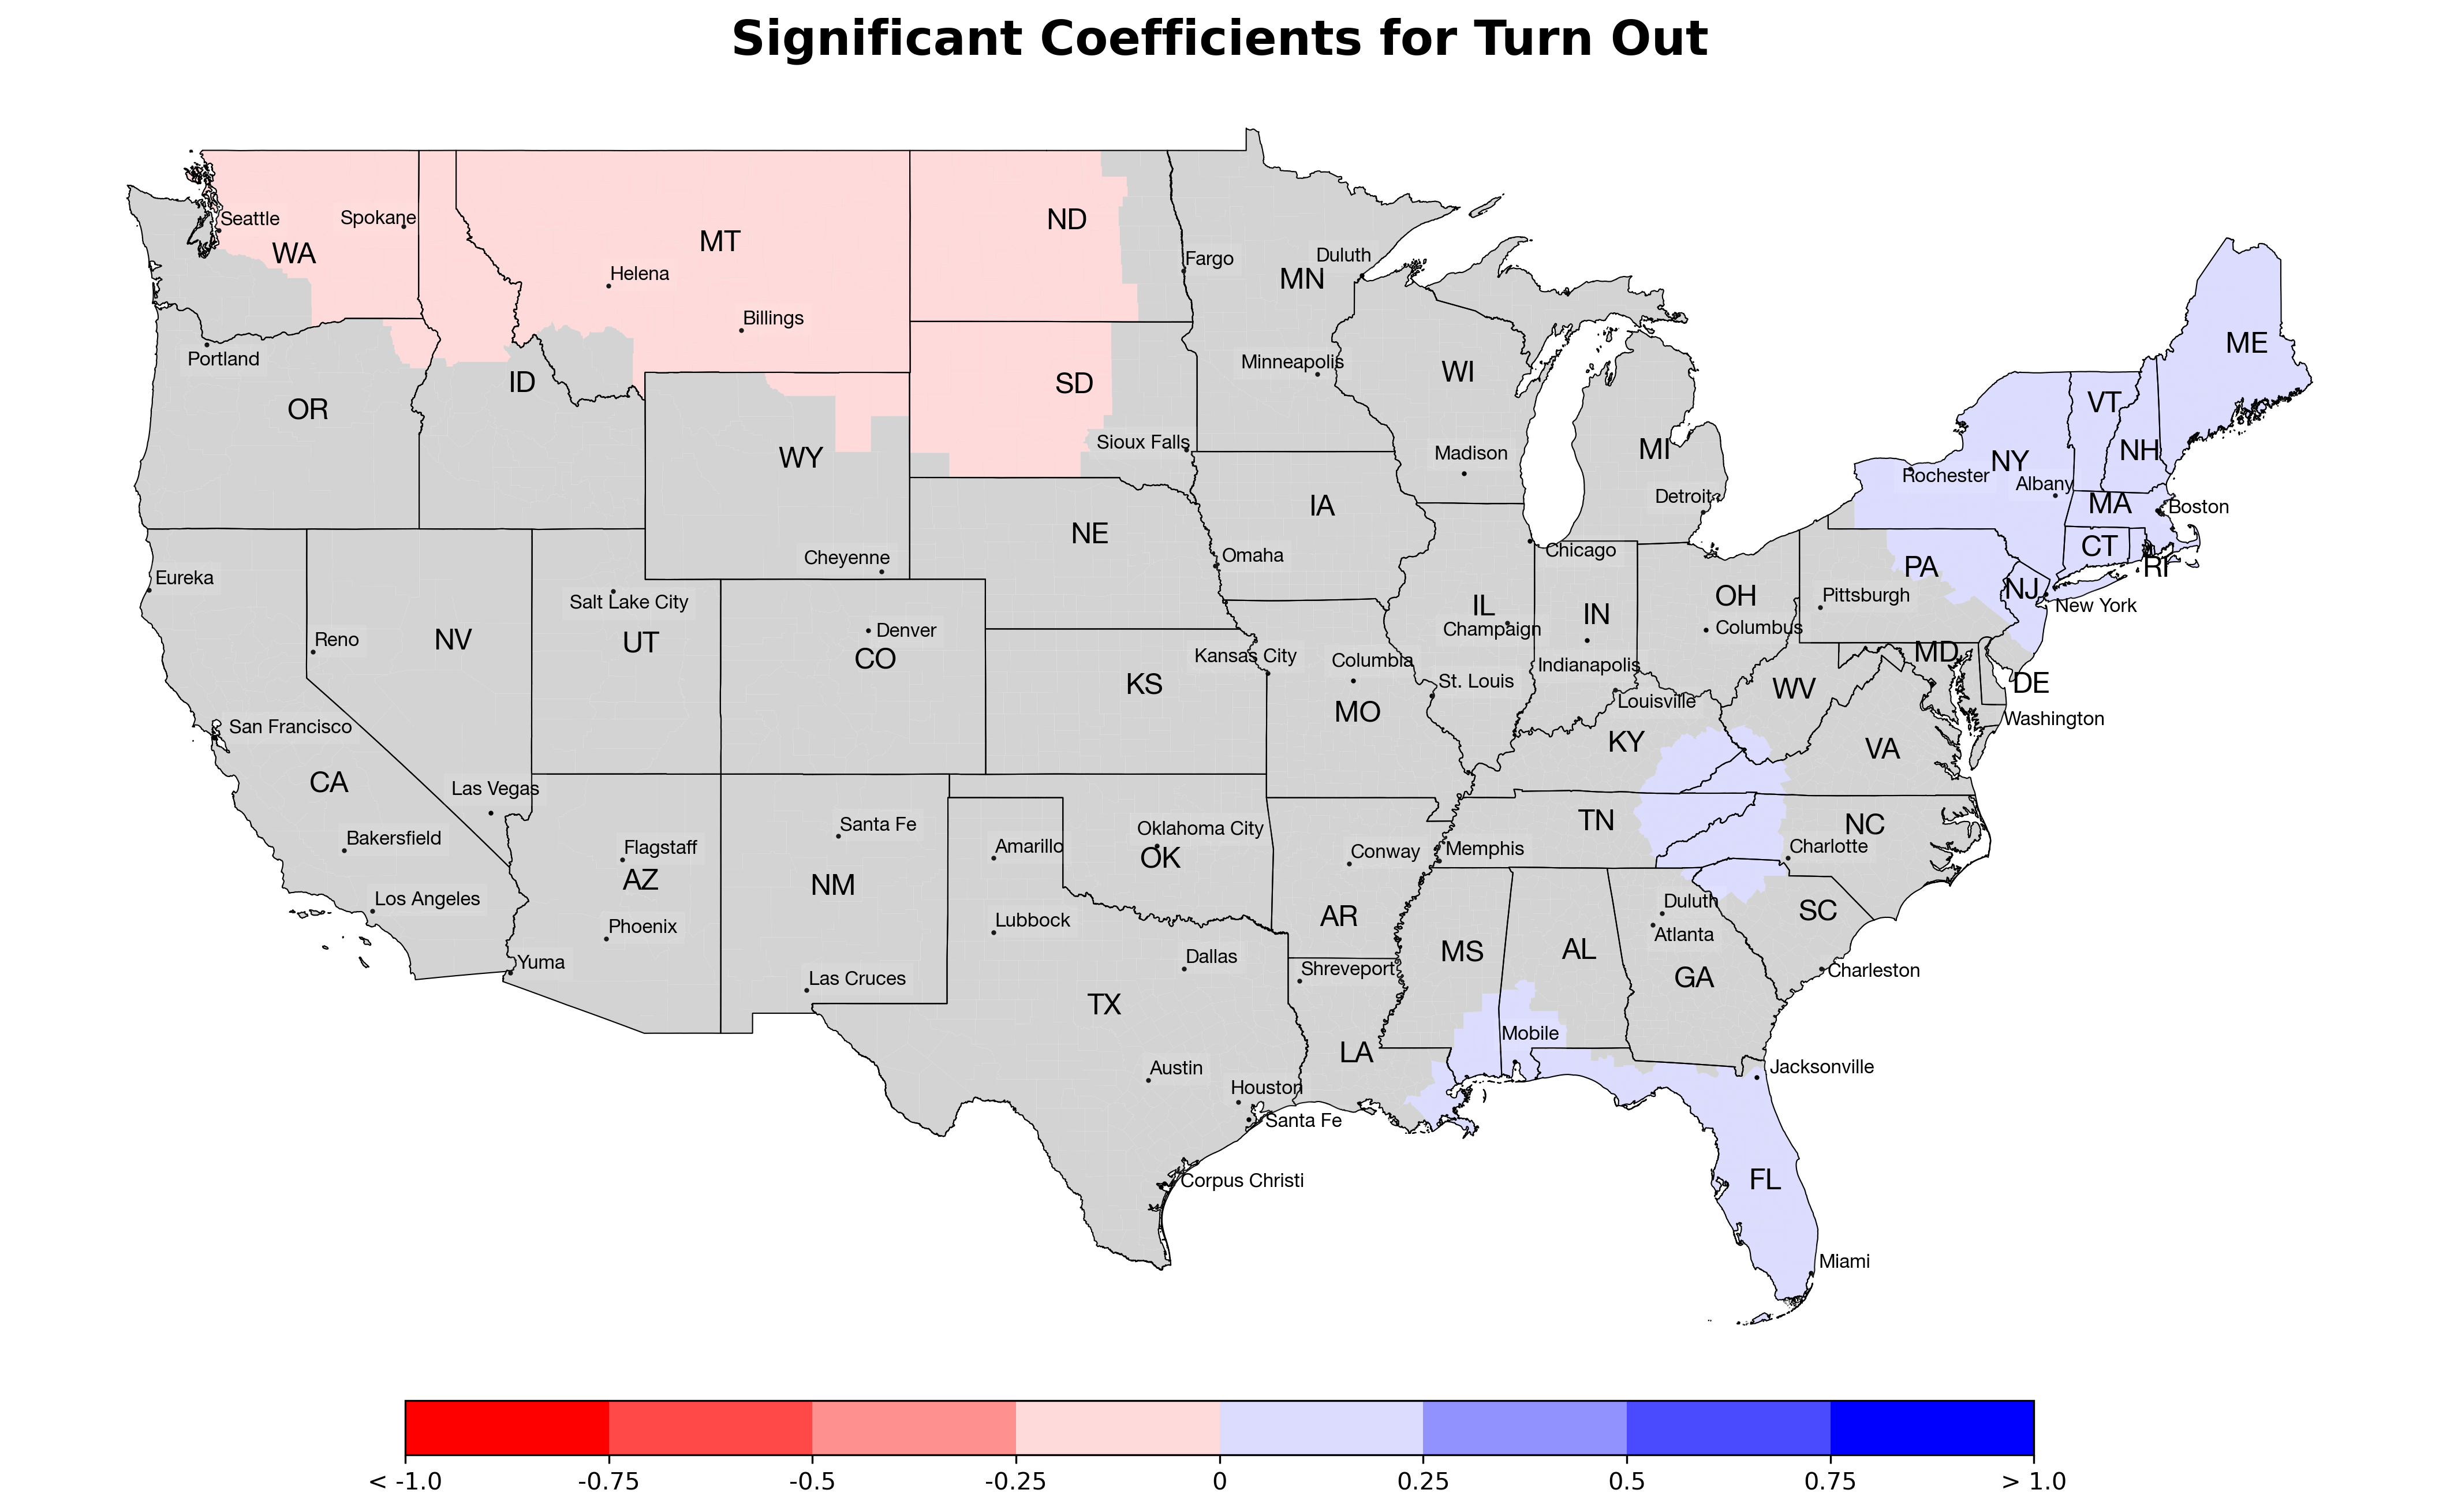 Significant Coefficients for Turn Out
Seattle
Spokane
WA
MT
ND
Helena
Fargo
Duluth
MN
Billings
Portland
ID
OR
SD
Minneapolis
WI
ME
VT
WY
Sioux Falls
Madison
MI
NH
NY
Rochester
Albany
Detroit
MA
Boston
IA
NE
CT
RI
Cheyenne
Omaha
Chicago
PA
NJ
Eureka
Salt Lake City
OH
Pittsburgh
New York
IL
IN
Champaign
Columbus
Denver
Reno
NV
UT
CO
Kansas City
Columbia
Indianapolis
MD
KS
St. Louis
WV
DE
Louisville
MO
Washington
San Francisco
KY
VA
CA
Las Vegas
Santa Fe
Oklahoma City
TN
NC
Bakersfield
Flagstaff
Amarillo
OK
Conway
Memphis
Charlotte
AZ
NM
Los Angeles
Phoenix
Lubbock
AR
Duluth
SC
Atlanta
Yuma
Dallas
MS
AL
Las Cruces
Shreveport
GA
Charleston
TX
Mobile
LA
Austin
Jacksonville
Houston
Santa Fe
Corpus Christi
FL
Miami
< -1.0 -0.75 -0.5 -0.25 0 0.25 0.5 0.75 > 1.0